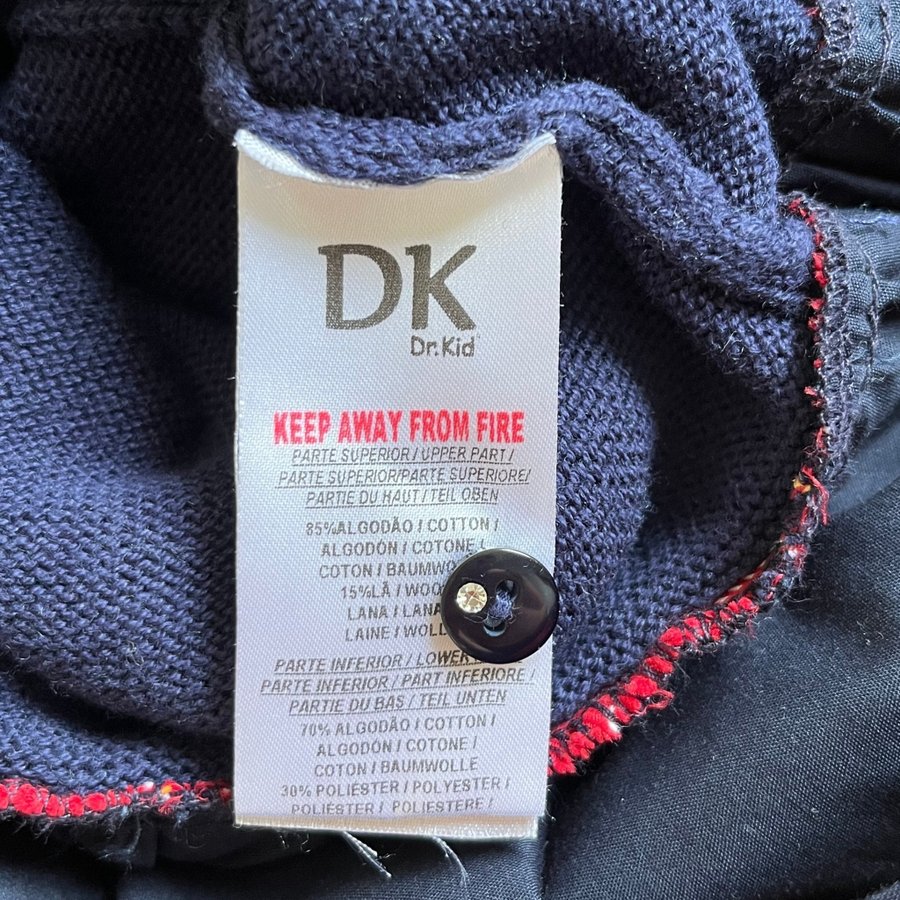 DK
Dr.Kid
KEEP AWAY FROM FIRE
PARTE SUPERIOR / UPPER PART /
PARTE SUPERIOR/PARTE SUPERIORE/
PARTIE DU HAUT / TEIL OBEN
85%ALGODÃO / COTTON /
ALGODÓN / COTONE /
COTON /
15%LÃ /
LANA /
LAINE /
PARTE INFERIOR /
PARTE INFERIOR / PART INFERIORE /
PARTIE DU BAS / TEIL UNTEN
70% ALGODÃO / COTTON /
ALGODÓN / COTONE /
COTON / BAUMWOLLE
30% POLIÉSTER / POLYESTER /
POLIÉSTER / POLIESTERE /